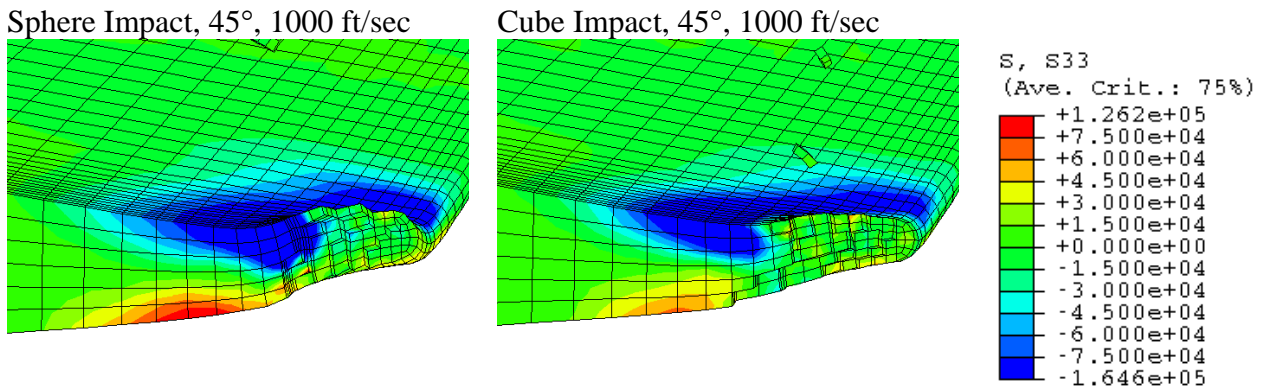 Sphere Impact, 45°, 1000 ft/sec
Cube Impact, 45°, 1000 ft/sec
S, S33
(Ave. Crit.: 75%)
+1.262e+05
+7.500e+04
+6.000e+04
+4.500e+04
+3.000e+04
+1.500e+04
+0.000e+00
-1.500e+04
-3.000e+04
-4.500e+04
-6.000e+04
-7.500e+04
-1.646e+05